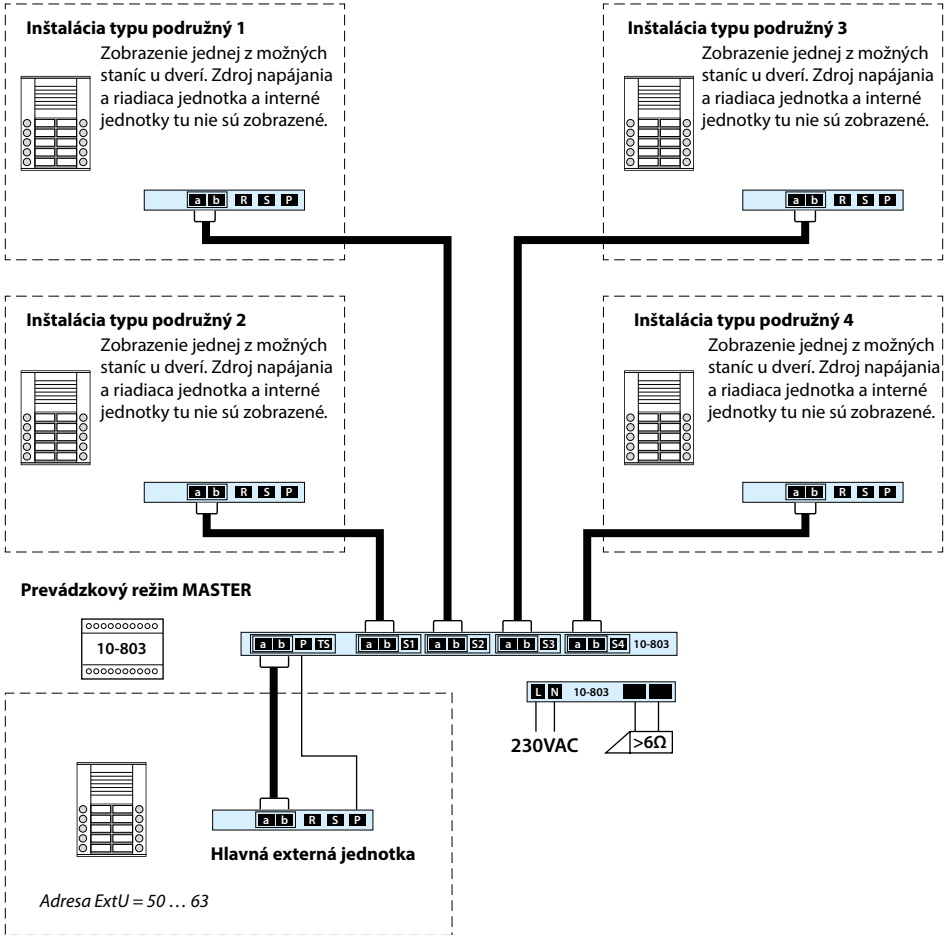 Inštalácia typu podružný 1
Zobrazenie jednej z možných
staníc u dverí. Zdroj napájania
a riadiaca jednotka a interné
jednotky tu nie sú zobrazené.
a b R S P
Inštalácia typu podružný 3
Zobrazenie jednej z možných
staníc u dverí. Zdroj napájania
a riadiaca jednotka a interné
jednotky tu nie sú zobrazené.
a b R S P
Inštalácia typu podružný 2
Zobrazenie jednej z možných
staníc u dverí. Zdroj napájania
a riadiaca jednotka a interné
jednotky tu nie sú zobrazené.
a b R S P
Inštalácia typu podružný 4
Zobrazenie jednej z možných
staníc u dverí. Zdroj napájania
a riadiaca jednotka a interné
jednotky tu nie sú zobrazené.
a b R S P
Prevádzkový režim MASTER
10-803
a b P TS a b S1 a b S2 a b S3 a b S4 10-803
L N 10-803
230VAC >6Ω
a b R S P
Hlavná externá jednotka
Adresa ExtU = 50 … 63